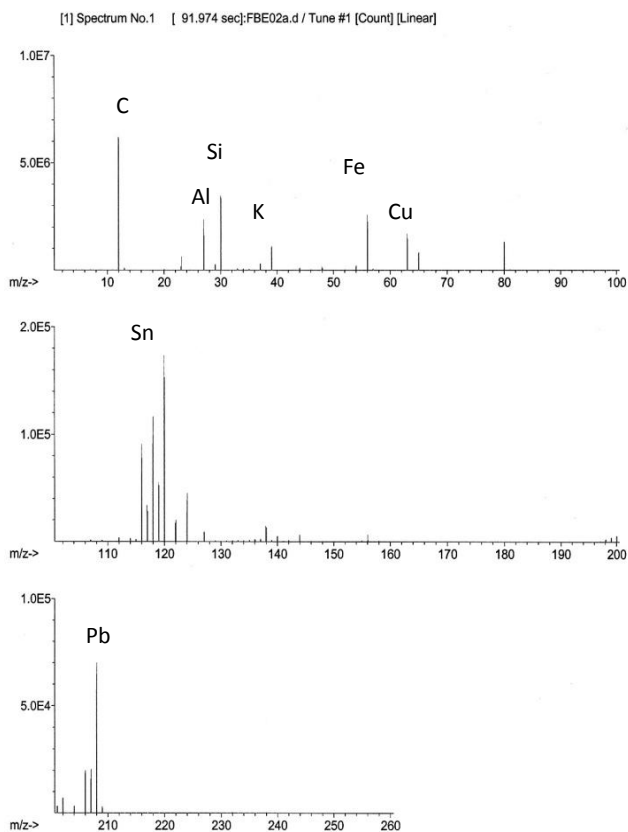 [1] Spectrum No.1 [ 91.974 sec]:FBE02a.d / Tune #1 [Count] [Linear]
1.0E7
C
Si
5.0E6
Fe
Al
K
Cu
m/z-> 10 20 30 40 50 60 70 80 90 100
2.0E5
Sn
1.0E5
m/z-> 110 120 130 140 150 160 170 180 190 200
1.0E5
Pb
5.0E4
m/z-> 210 220 230 240 250 260